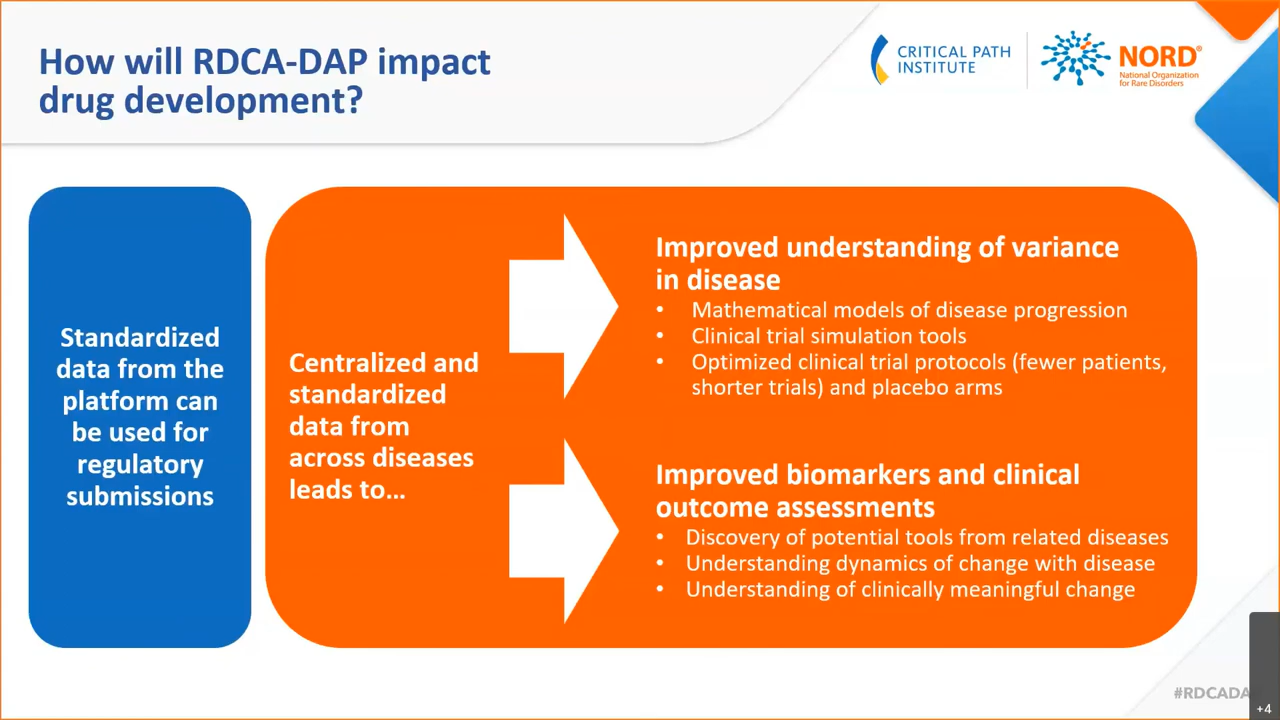 How will RDCA-DAP impact
drug development?
CRITICAL PATH
INSTITUTE
NORD®
National Organization
for Rare Disorders
Standardized
data from the
platform can
be used for
regulatory
submissions
Centralized and
standardized
data from
across diseases
leads to...
Improved understanding of variance
in disease
• Mathematical models of disease progression
• Clinical trial simulation tools
• Optimized clinical trial protocols (fewer patients,
shorter trials) and placebo arms
Improved biomarkers and clinical
outcome assessments
• Discovery of potential tools from related diseases
• Understanding dynamics of change with disease
• Understanding of clinically meaningful change
#RDCADA
+4